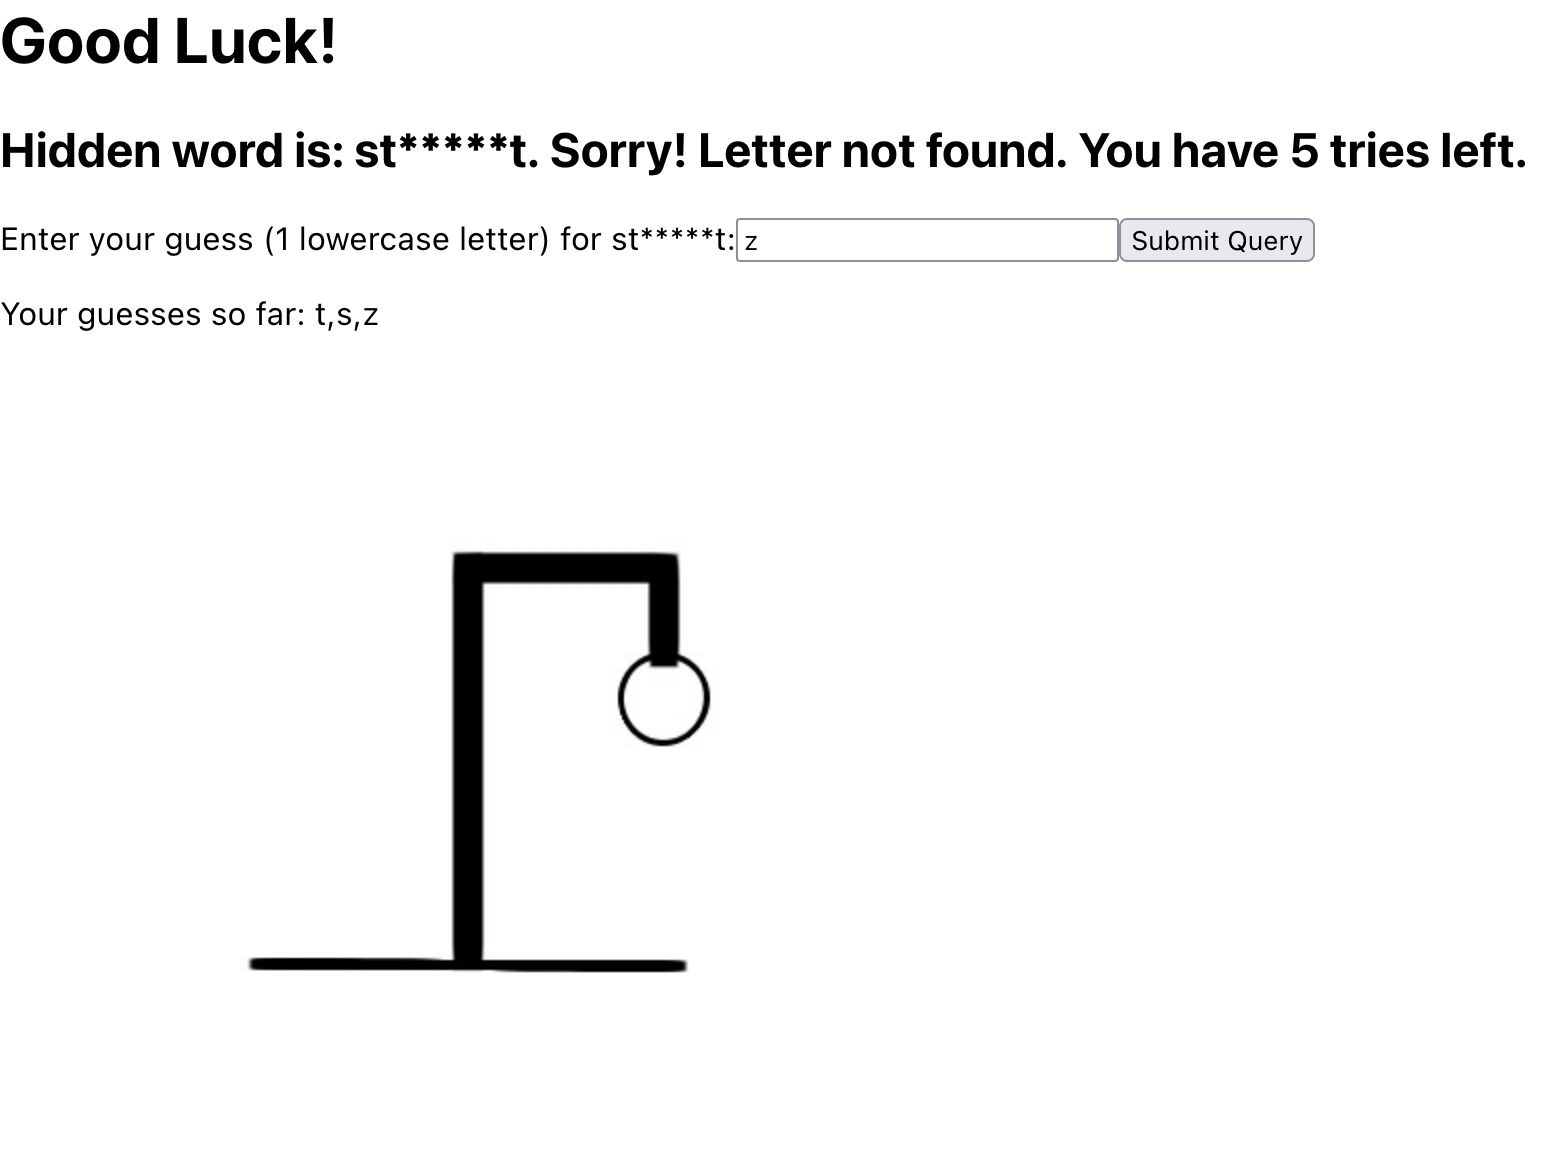 Good Luck!
Hidden word is: st*****t. Sorry! Letter not found. You have 5 tries left.
Enter your guess (1 lowercase letter) for st*****t: z Submit Query
Your guesses so far: t,s,z